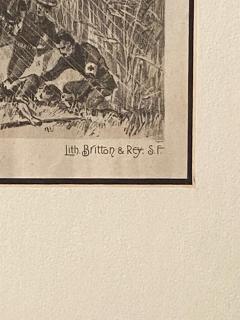 Lith. Britton & Rey. S.F.